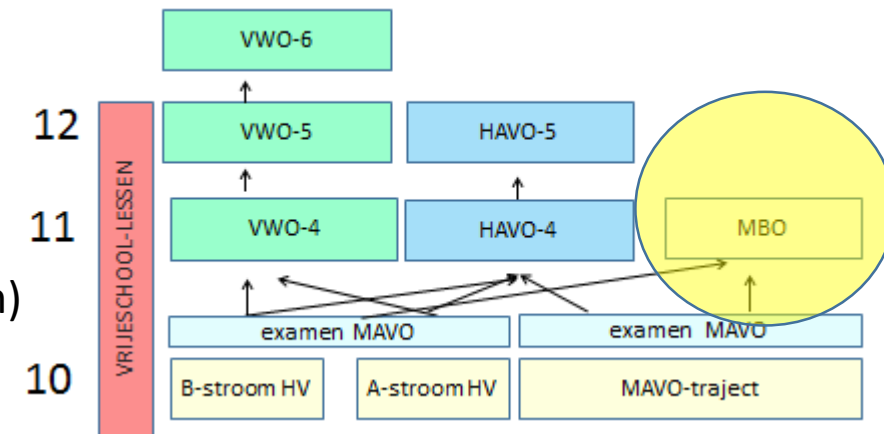 VWO-6
12
VWO-5
HAVO-5
VRIJESCHOOL-LESSEN
11
VWO-4
HAVO-4
MBO
)
examen MAVO
examen MAVO
10
B-stroom HV
A-stroom HV
MAVO-traject